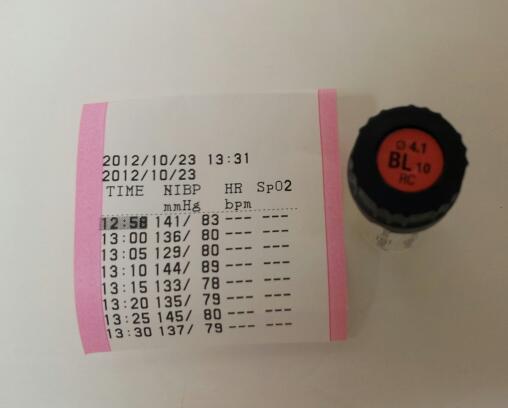 2012/10/23 13:31
2012/10/23
TIME NIBP HR SpO2
mmHg bpm
12:58 141/ 83 --- ---
13:00 136/ 80 --- ---
13:05 129/ 80 --- ---
13:10 144/ 89 --- ---
13:15 133/ 78 --- ---
13:20 135/ 79 --- ---
13:25 145/ 80 --- ---
13:30 137/ 79 --- ---
Ø 4.1
BL 10
RC